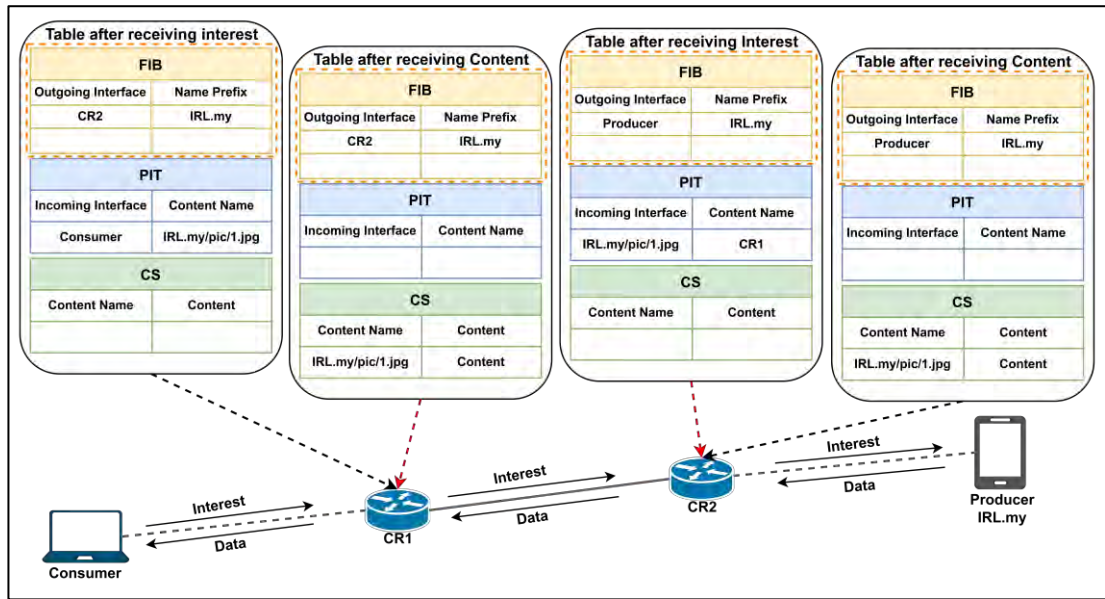 Table after receiving interest
FIB
Outgoing Interface Name Prefix
CR2 IRL.my
PIT
Incoming Interface Content Name
Consumer IRL.my/pic/1.jpg
CS
Content Name Content
Table after receiving Content
FIB
Outgoing Interface Name Prefix
CR2 IRL.my
PIT
Incoming Interface Content Name
CS
Content Name Content
IRL.my/pic/1.jpg Content
Table after receiving Interest
FIB
Outgoing Interface Name Prefix
Producer IRL.my
PIT
Incoming Interface Content Name
IRL.my/pic/1.jpg CR1
CS
Content Name Content
Table after receiving Content
FIB
Outgoing Interface Name Prefix
Producer IRL.my
PIT
Incoming Interface Content Name
CS
Content Name Content
IRL.my/pic/1.jpg Content
Consumer
Interest
Data
CR1
Interest
Data
CR2
Interest
Data
Producer
IRL.my